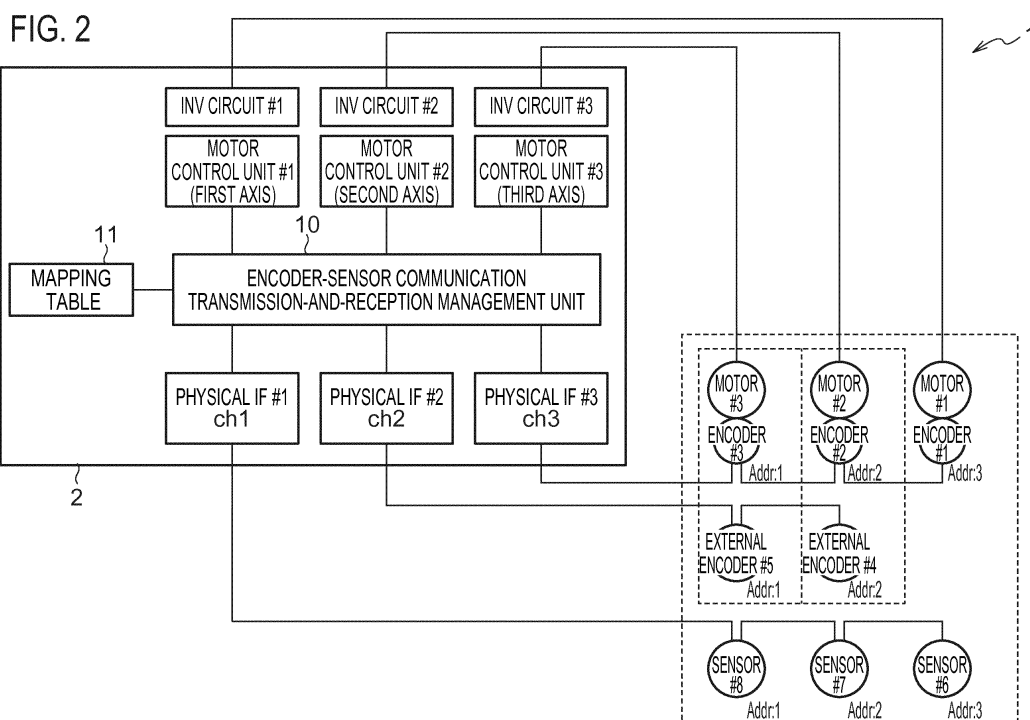 FIG. 2
INV CIRCUIT #1
INV CIRCUIT #2
INV CIRCUIT #3
MOTOR
CONTROL UNIT #1
(FIRST AXIS)
MOTOR
CONTROL UNIT #2
(SECOND AXIS)
MOTOR
CONTROL UNIT #3
(THIRD AXIS)
11
10
MAPPING
TABLE
ENCODER-SENSOR COMMUNICATION
TRANSMISSION-AND-RECEPTION MANAGEMENT UNIT
PHYSICAL IF #1
ch1
PHYSICAL IF #2
ch2
PHYSICAL IF #3
ch3
2
MOTOR
#3
ENCODER
#3
Addr:1
MOTOR
#2
ENCODER
#2
Addr:2
MOTOR
#1
ENCODER
#1
Addr:3
EXTERNAL
ENCODER #5
Addr:1
EXTERNAL
ENCODER #4
Addr:2
SENSOR
#8
Addr:1
SENSOR
#7
Addr:2
SENSOR
#6
Addr:3